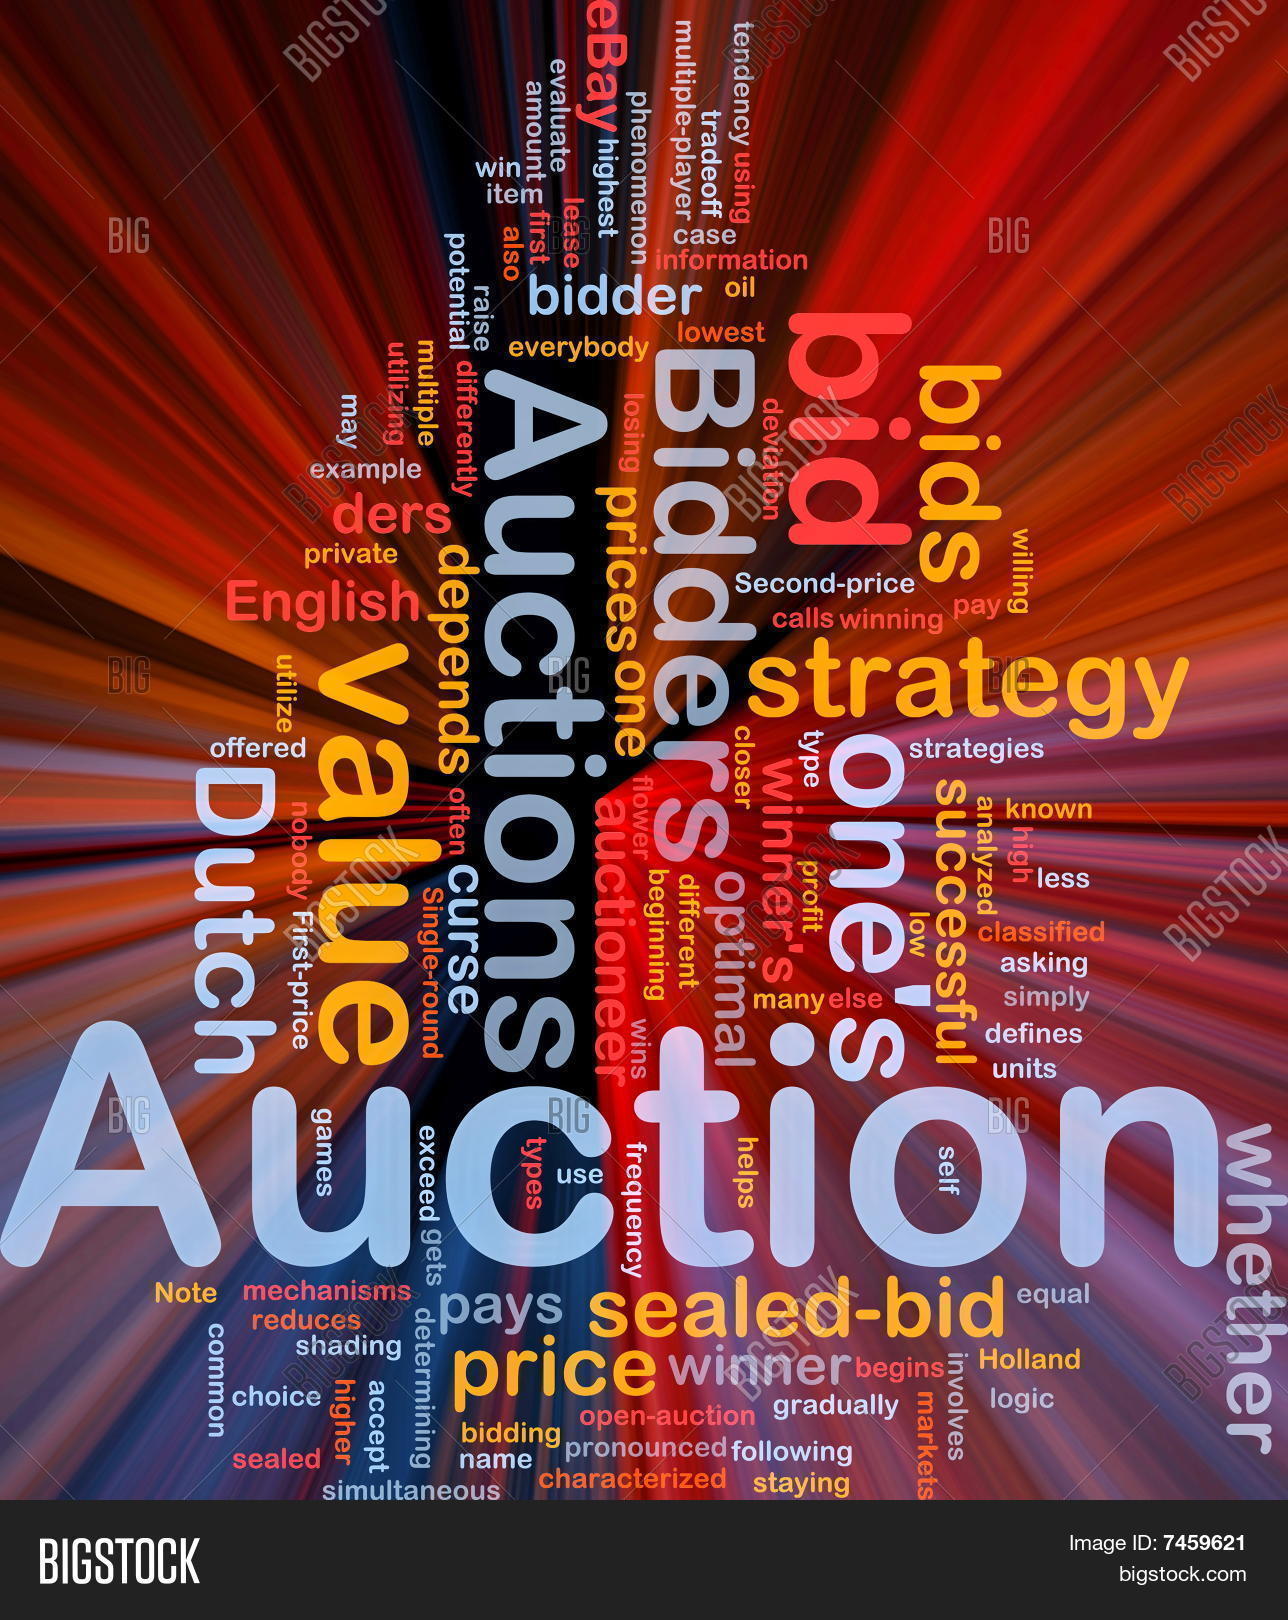 eBay
tendency
multiple-player
evaluate
amount
phenomenon
tradeoff
highest
using
win
item
lease
first
also
case
information
potential
raise
bidder
oil
lowest
everybody
bid
bids
multiple
utilizing
differently
may
Auctions
Bidders
losing
deviation
example
ders
prices
private
depends
willing
English
Second-price
pay
calls
winning
one
strategy
value
utilize
offered
closer
type
one's
strategies
Dutch
nobody
often
flower
auctioneer
Winner's
successful
analyzed
known
high
less
curse
Single-round
First-price
beginning
different
optimal
profit
low
classified
asking
many
else
simply
wins
defines
units
Auction
games
exceed
types
use
frequency
helps
self
whether
gets
Note
mechanisms
pays
sealed-bid
equal
reduces
shading
common
determining
price
winner
begins
involves
Holland
choice
higher
accept
open-auction
gradually
markets
logic
bidding
pronounced
following
sealed
name
characterized
staying
simultaneous
BIGSTOCK
Image ID: 7459621
bigstock.com